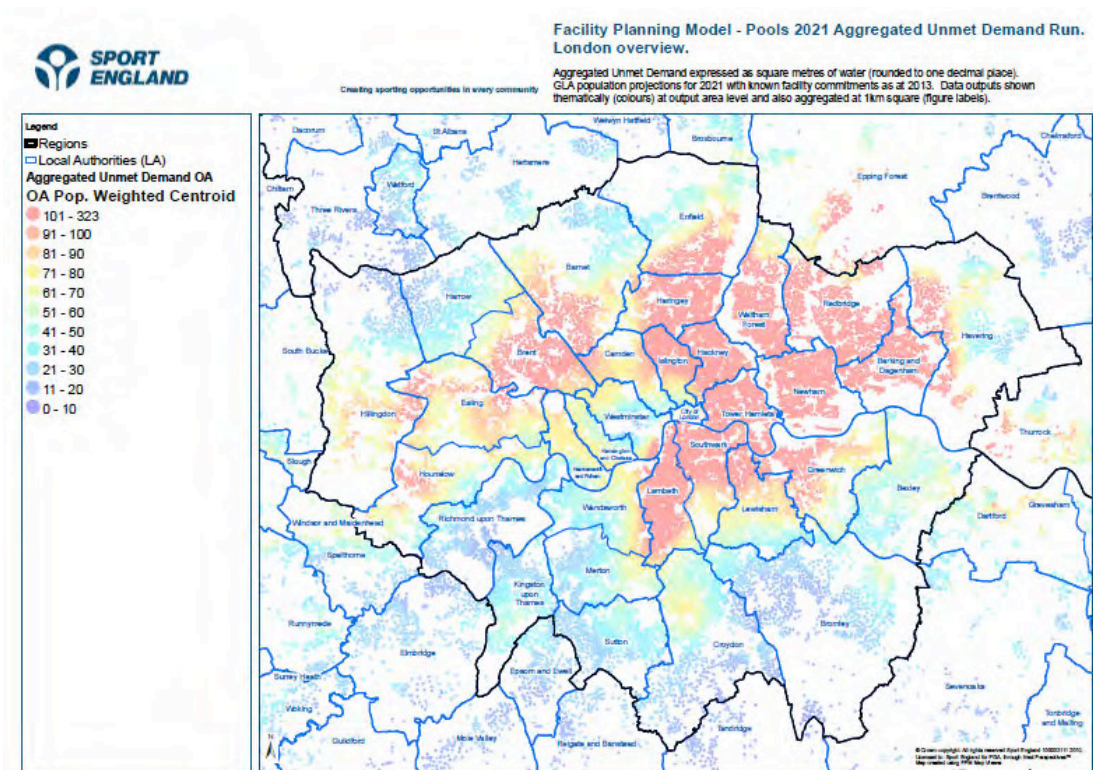 SPORT
ENGLAND
Creating sporting opportunities in every community
Facility Planning Model - Pools 2021 Aggregated Unmet Demand Run.
London overview.
Aggregated Unmet Demand expressed as square metres of water (rounded to one decimal place).
GLA population projections for 2021 with known facility commitments as at 2013. Data outputs shown
thematically (colours) at output area level and also aggregated at 1km square (figure labels).
Legend
Regions
Local Authorities (LA)
Aggregated Unmet Demand OA
OA Pop. Weighted Centroid
101 - 323
91 - 100
81 - 90
71 - 80
61 - 70
51 - 60
41 - 50
31 - 40
21 - 30
11 - 20
0 - 10
Dacorum
St Albans
Welwyn Hatfield
Broxbourne
Chelmsford
Hertsmere
Epping Forest
Chiltern
Watford
Brentwood
Three Rivers
Enfield
Barnet
Harrow
Haringey
Redbridge
Waltham
Forest
Havering
South Bucks
Brent
Camden
Islington
Hackney
Barking and
Dagenham
Newham
Hillingdon
Ealing
Westminster
City of
London
Tower Hamlets
Thurrock
Kensington
and Chelsea
Southwark
Slough
Hounslow
Hammersmith
and Fulham
Greenwich
Bexley
Lambeth
Wandsworth
Lewisham
Gravesham
Dartford
Richmond upon Thames
Windsor and Maidenhead
Spelthorne
Merton
Kingston
upon
Thames
Runnymede
Bromley
Sutton
Croydon
Elmbridge
Epsom and Ewell
Surrey Heath
Sevenoaks
Woking
Tonbridge
and Malling
Guildford
Mole Valley
Reigate and Banstead
Tandridge
N